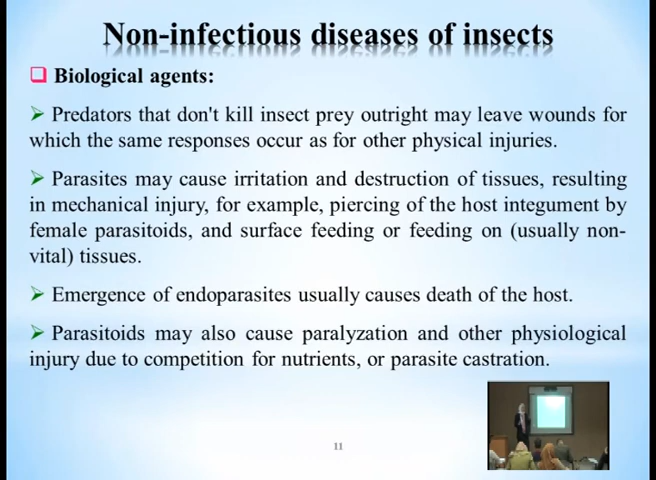 Non-infectious diseases of insects
Biological agents:
Predators that don't kill insect prey outright may leave wounds for
which the same responses occur as for other physical injuries.
Parasites may cause irritation and destruction of tissues, resulting
in mechanical injury, for example, piercing of the host integument by
female parasitoids, and surface feeding or feeding on (usually non-
vital) tissues.
Emergence of endoparasites usually causes death of the host.
Parasitoids may also cause paralyzation and other physiological
injury due to competition for nutrients, or parasite castration.
11